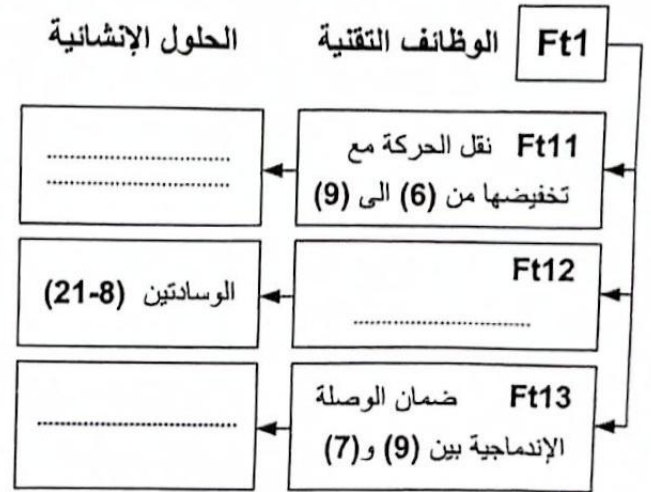 Ft1 الوظائف التقنية الحلول الإنشائية
Ft11 نقل الحركة مع
تخفيضها من (6) الى (9)
................................
................................
Ft12
................................
الوسادتين (8-21)
Ft13 ضمان الوصلة
الإندماجية بين (9) و(7)
................................